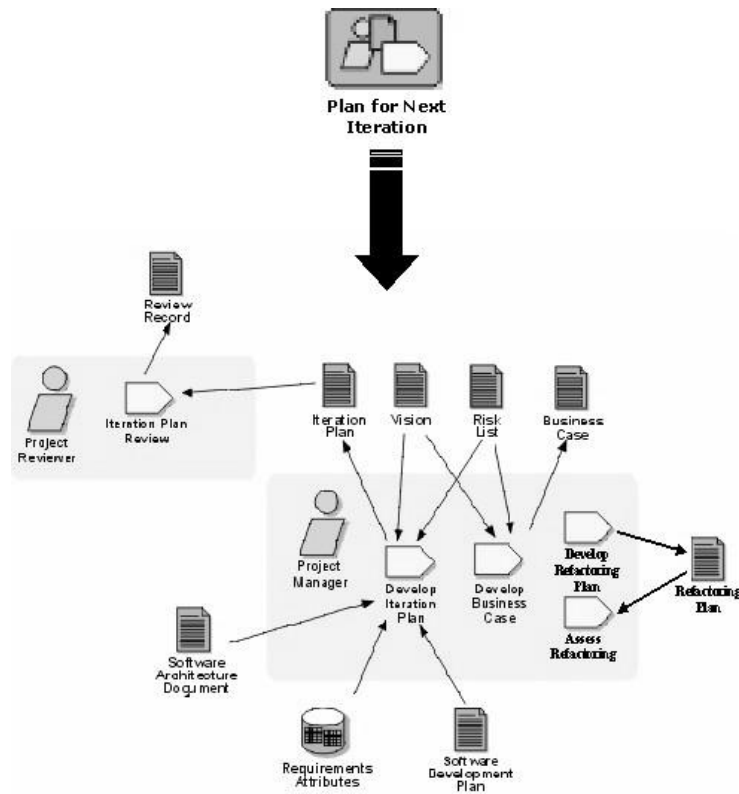 Plan for Next
Iteration
Review
Record
Iteration Plan
Review
Project
Reviewer
Iteration
Plan
Vision
Risk
List
Business
Case
Project
Manager
Develop
Iteration
Plan
Develop
Business
Case
Develop
Refactoring
Plan
Assess
Refactoring
Refactoring
Plan
Software
Architecture
Document
Requirements
Attributes
Software
Development
Plan